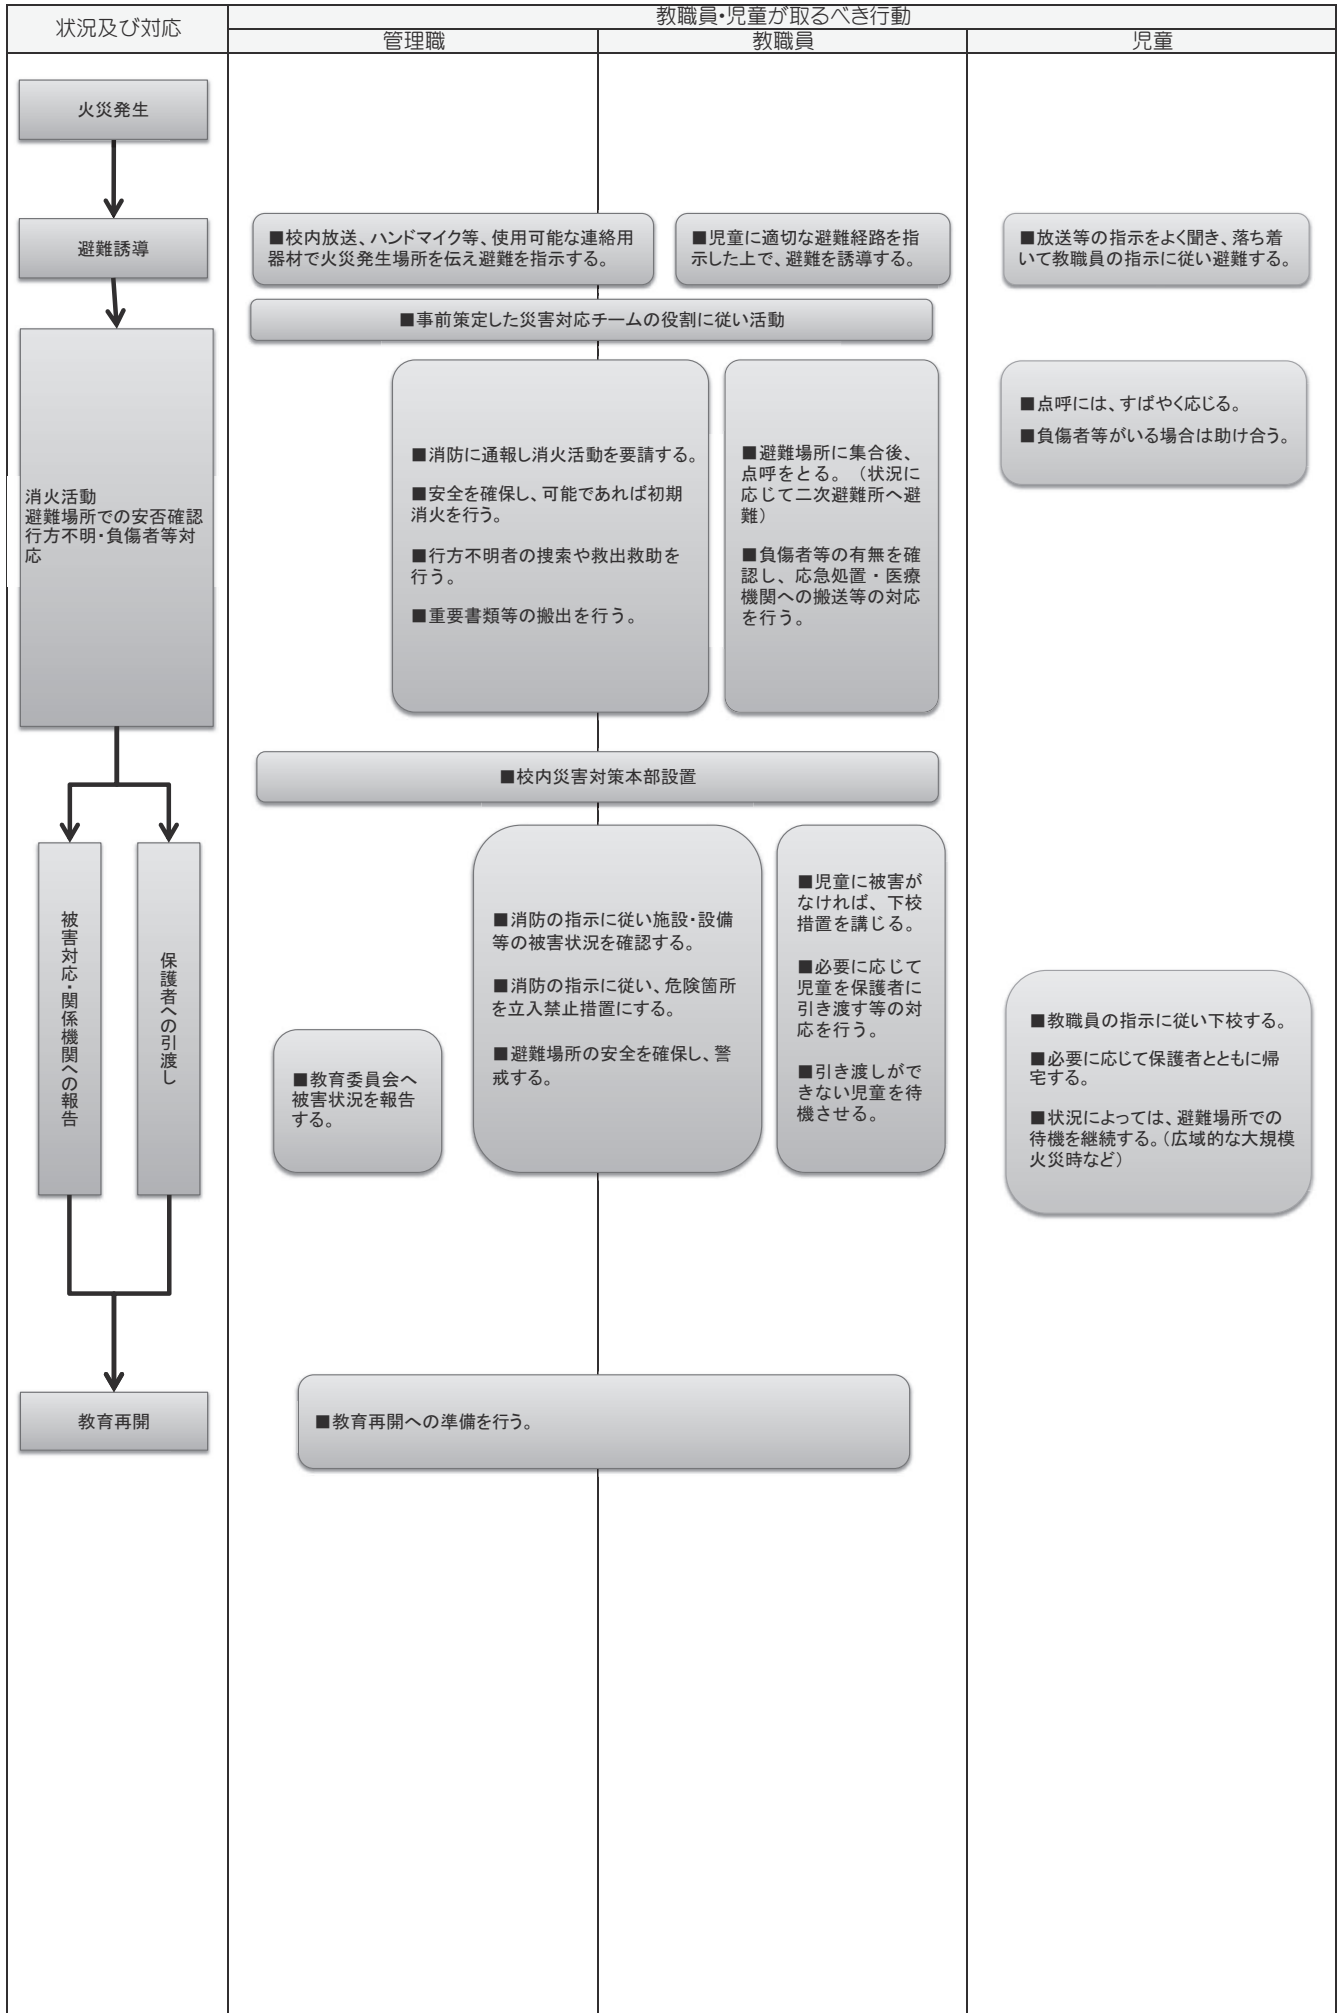 状況及び対応
教職員・児童が取るべき行動
管理職
教職員
児童
火災発生
避難誘導
■校内放送、ハンドマイク等、使用可能な連絡用
器材で火災発生場所を伝え避難を指示する。
■児童に適切な避難経路を指
示した上で、避難を誘導する。
■放送等の指示をよく聞き、落ち着
いて教職員の指示に従い避難する。
■事前策定した災害対応チームの役割に従い活動
消火活動
避難場所での安否確認
行方不明・負傷者等対
応
■消防に通報し消火活動を要請する。
■安全を確保し、可能であれば初期
消火を行う。
■行方不明者の捜索や救出救助を
行う。
■重要書類等の搬出を行う。
■避難場所に集合後、
点呼をとる。（状況に
応じて二次避難所へ避
難）
■負傷者等の有無を確
認し、応急処置・医療
機関への搬送等の対応
を行う。
■点呼には、すばやく応じる。
■負傷者等がいる場合は助け合う。
■校内災害対策本部設置
被害対応・関係機関への報告
保護者への引渡し
■教育委員会へ
被害状況を報告
する。
■消防の指示に従い施設・設備
等の被害状況を確認する。
■消防の指示に従い、危険箇所
を立入禁止措置にする。
■避難場所の安全を確保し、警
戒する。
■児童に被害が
なければ、下校
措置を講じる。
■必要に応じて
児童を保護者に
引き渡す等の対
応を行う。
■引き渡しがで
きない児童を待
機させる。
■教職員の指示に従い下校する。
■必要に応じて保護者とともに帰
宅する。
■状況によっては、避難場所での
待機を継続する。（広域的な大規模
火災時など）
教育再開
■教育再開への準備を行う。